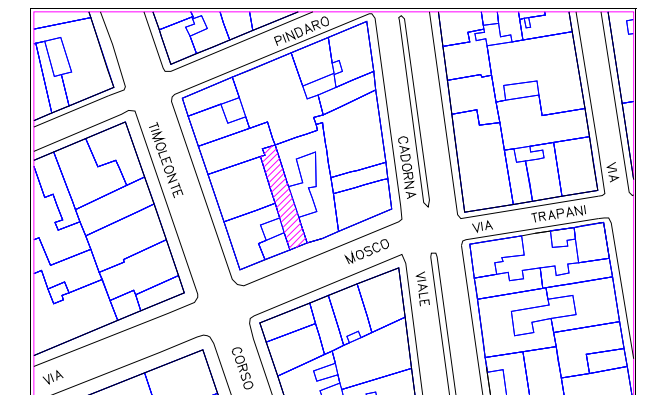 PINDARO
TIMOLEONTE
CADORNA
VIA
VIA TRAPANI
MOSCO
VIALE
CORSO
VIA